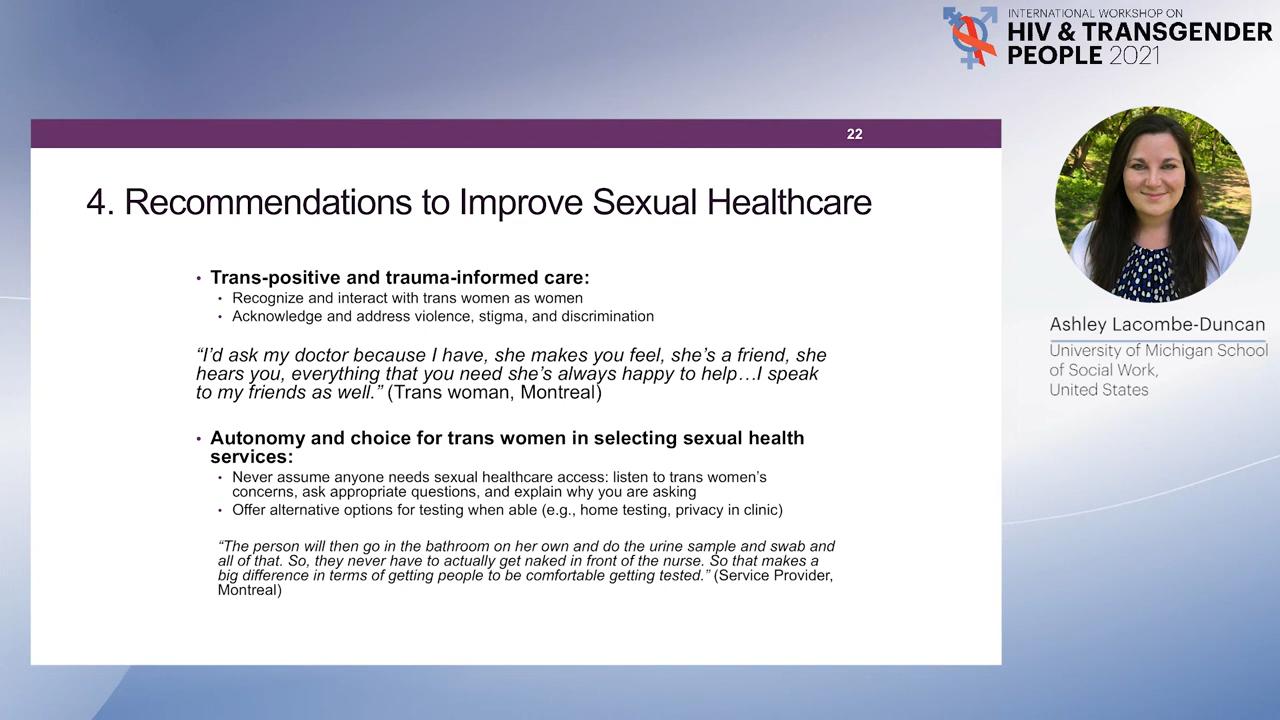 INTERNATIONAL WORKSHOP ON
HIV & TRANSGENDER
PEOPLE 2021
22
4. Recommendations to Improve Sexual Healthcare
• Trans-positive and trauma-informed care:
• Recognize and interact with trans women as women
• Acknowledge and address violence, stigma, and discrimination
“I’d ask my doctor because I have, she makes you feel, she’s a friend, she
hears you, everything that you need she’s always happy to help…I speak
to my friends as well.” (Trans woman, Montreal)
• Autonomy and choice for trans women in selecting sexual health
services:
• Never assume anyone needs sexual healthcare access: listen to trans women’s
concerns, ask appropriate questions, and explain why you are asking
• Offer alternative options for testing when able (e.g., home testing, privacy in clinic)
“The person will then go in the bathroom on her own and do the urine sample and swab and
all of that. So, they never have to actually get naked in front of the nurse. So that makes a
big difference in terms of getting people to be comfortable getting tested.” (Service Provider,
Montreal)
Ashley Lacombe-Duncan
University of Michigan School
of Social Work,
United States